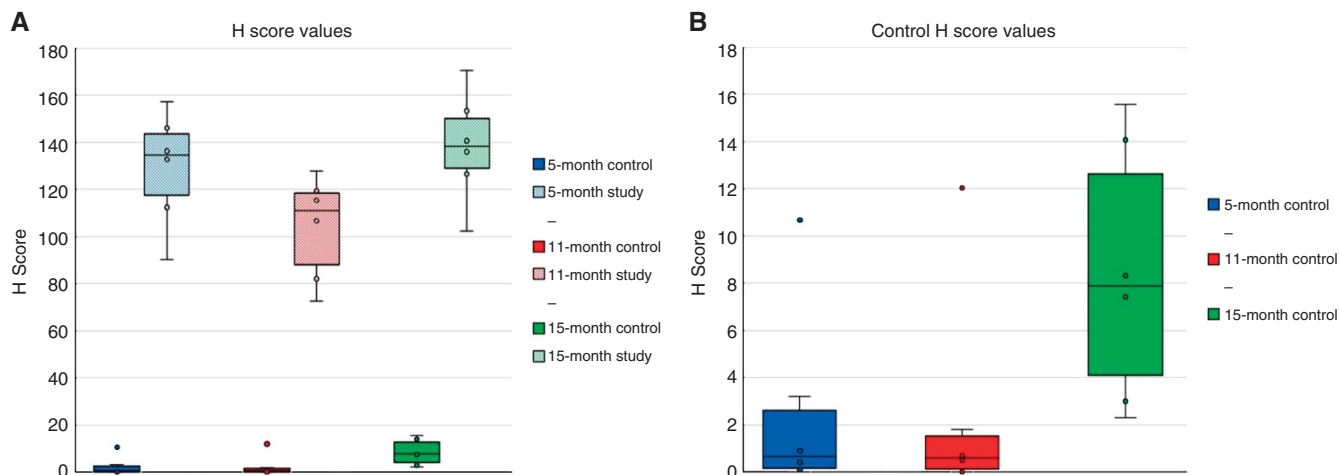 A
H score values
180
160
140
120
100
80
60
40
20
0
H Score
5-month control
5-month study
–
11-month control
11-month study
–
15-month control
15-month study
B
Control H score values
18
16
14
12
10
8
6
4
2
0
H Score
5-month control
–
11-month control
–
15-month control